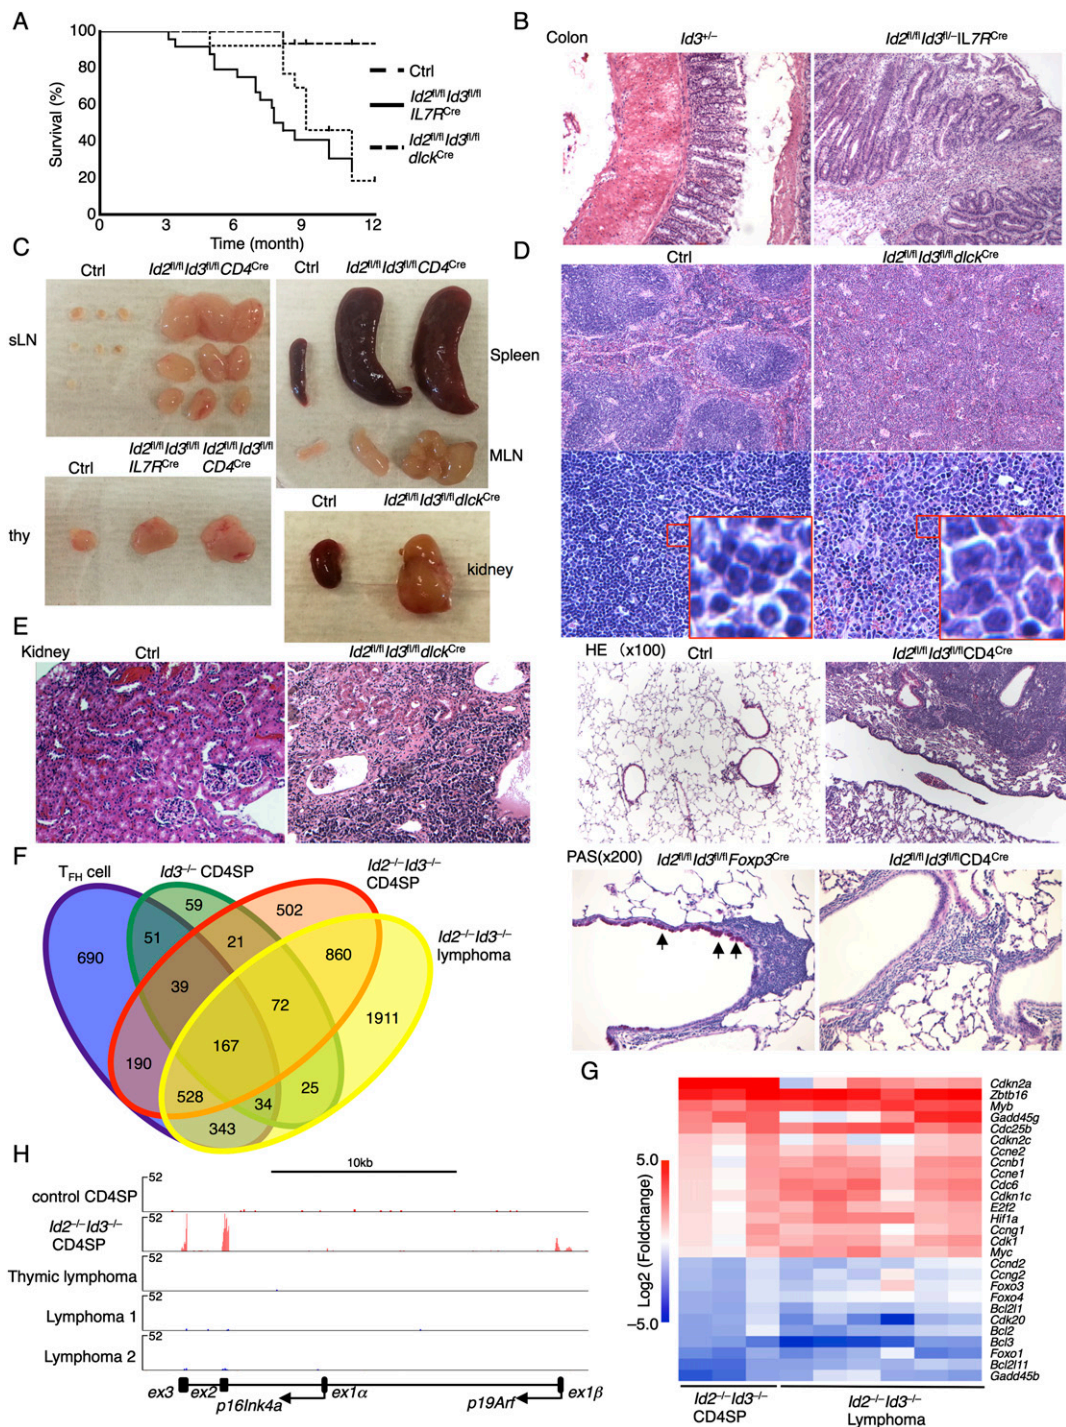 A
100
80
60
40
20
0
Survival (%)
0 3 6 9 12
Time (month)
Ctrl
Id2fl/fl Id3fl/fl
IL7RCre
Id2fl/fl Id3fl/fl
dlckCre
B
Colon
Id3+/–
Id2fl/fl Id3fl/–IL7RCre
C
Ctrl Id2fl/fl Id3fl/fl CD4Cre
sLN
Ctrl Id2fl/fl Id3fl/fl CD4Cre
Spleen
MLN
Ctrl
Id2fl/fl Id3fl/fl Id2fl/fl Id3fl/fl
IL7RCre CD4Cre
thy
Ctrl Id2fl/fl Id3fl/fl dlckCre
kidney
D
Ctrl Id2fl/fl Id3fl/fl dlckCre
E
Kidney Ctrl Id2fl/fl Id3fl/fl dlckCre
HE (x100) Ctrl Id2fl/fl Id3fl/fl CD4Cre
PAS(x200) Id2fl/fl Id3fl/fl Foxp3Cre Id2fl/fl Id3fl/fl CD4Cre
F
TFH cell
Id3–/– CD4SP
Id2–/– Id3–/–
CD4SP
Id2–/– Id3–/–
lymphoma
690
51
59
21
502
860
1911
39
72
190
167
528
34
25
343
G
5.0
Log2 (Foldchange)
–5.0
Cdkn2a
Zbtb16
Myb
Gadd45g
Cdc25b
Cdkn2c
Ccne2
Ccnb1
Ccne1
Cdc6
Cdkn1c
E2f2
Hif1a
Ccng1
Cdk1
Myc
Ccnd2
Ccng2
Foxo3
Foxo4
Bcl2l1
Cdk20
Bcl2
Bcl3
Foxo1
Bcl2l11
Gadd45b
Id2–/– Id3–/–
CD4SP
Id2–/– Id3–/–
Lymphoma
H
10kb
52
control CD4SP
52
Id2–/– Id3–/–
CD4SP
52
Thymic lymphoma
52
Lymphoma 1
52
Lymphoma 2
ex3 ex2 ex1α ex1β
p16Ink4a p19Arf